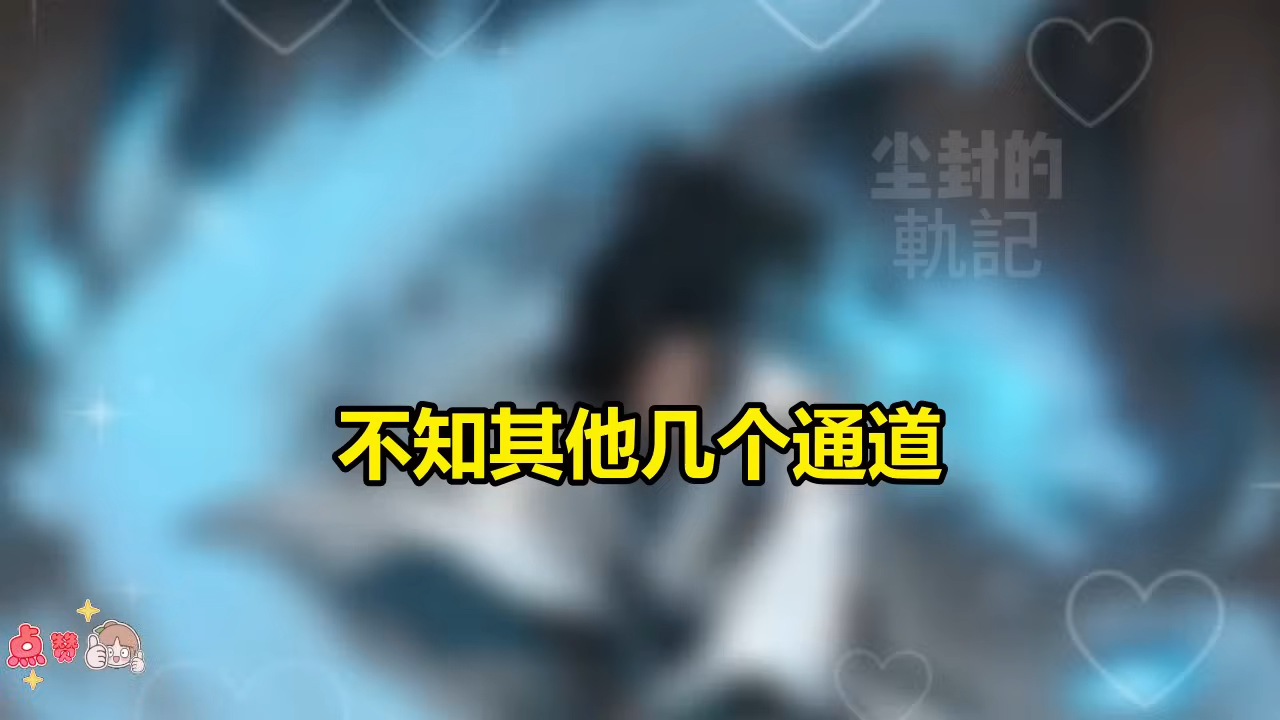 尘封的
軌記
不知其他几个通道
点赞